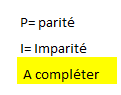 P= parité
I= Imparité
A compléter